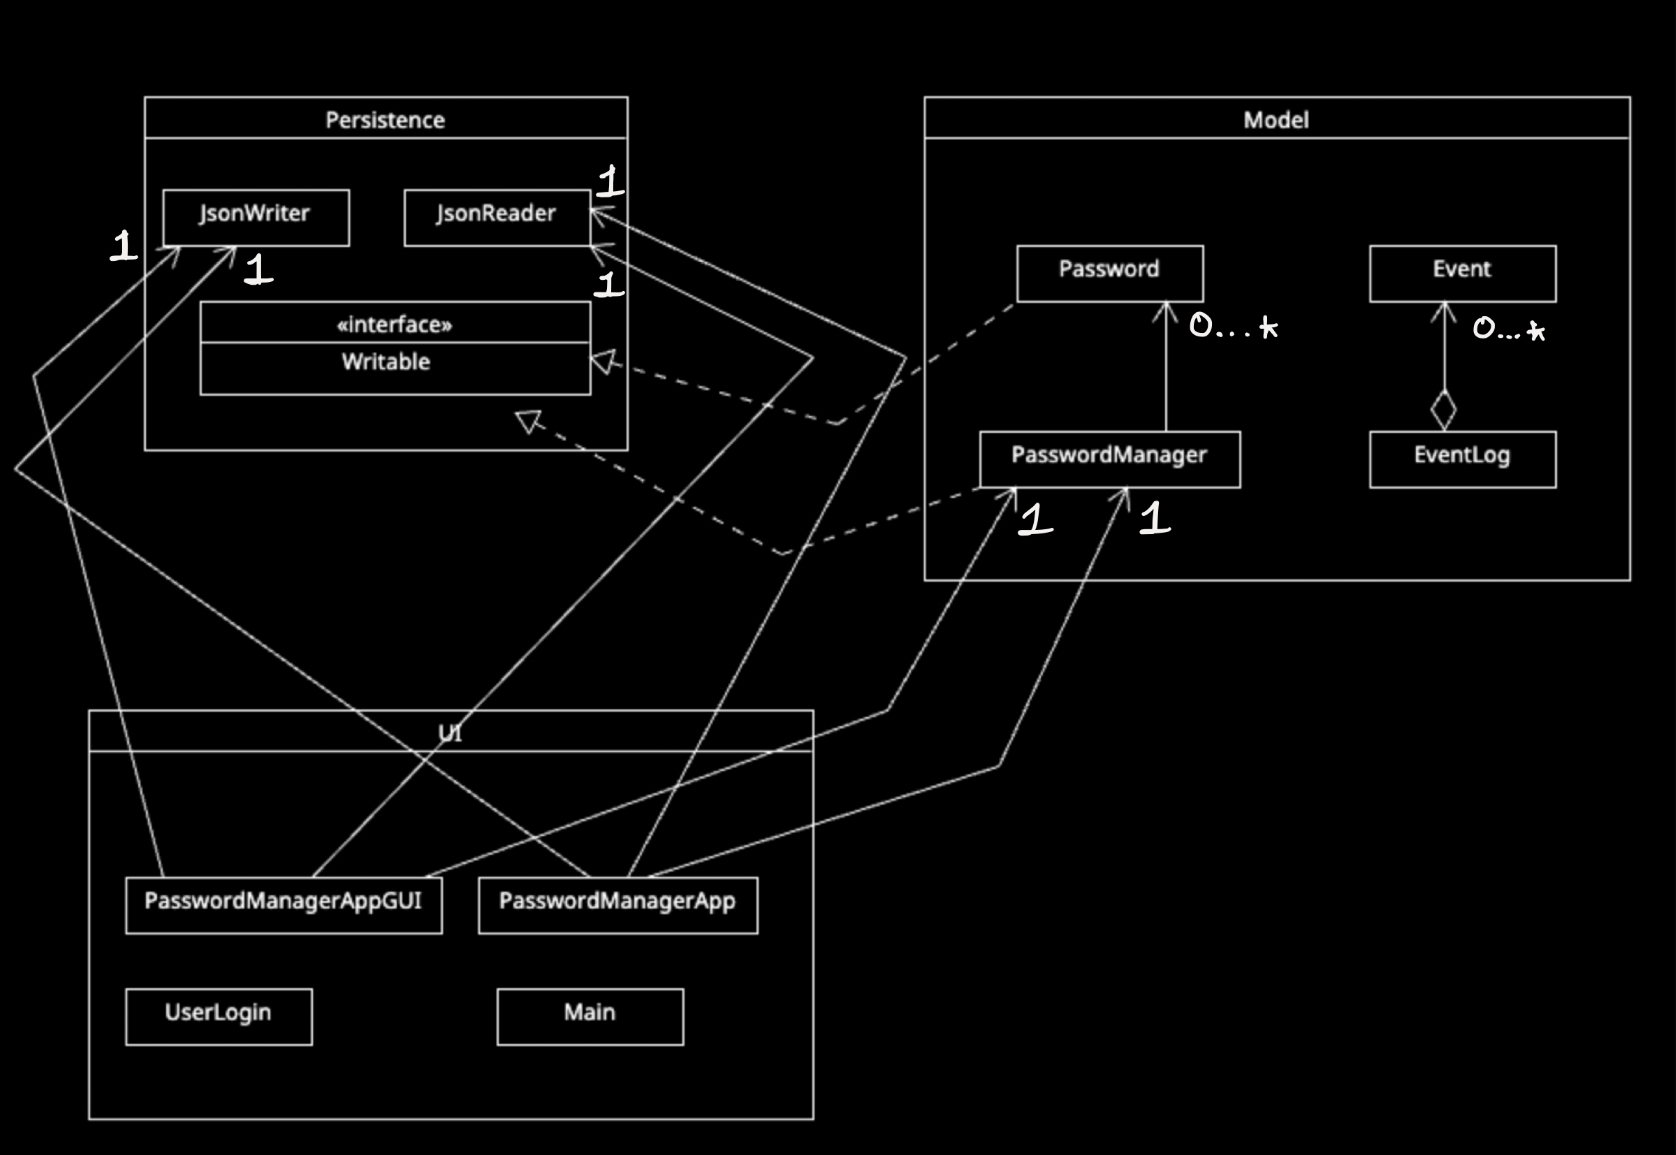 Persistence
JsonWriter
JsonReader
1
1
1
1
«interface»
Writable
Model
Password
Event
0...*
0...*
PasswordManager
EventLog
1
1
UI
PasswordManagerAppGUI
PasswordManagerApp
UserLogin
Main